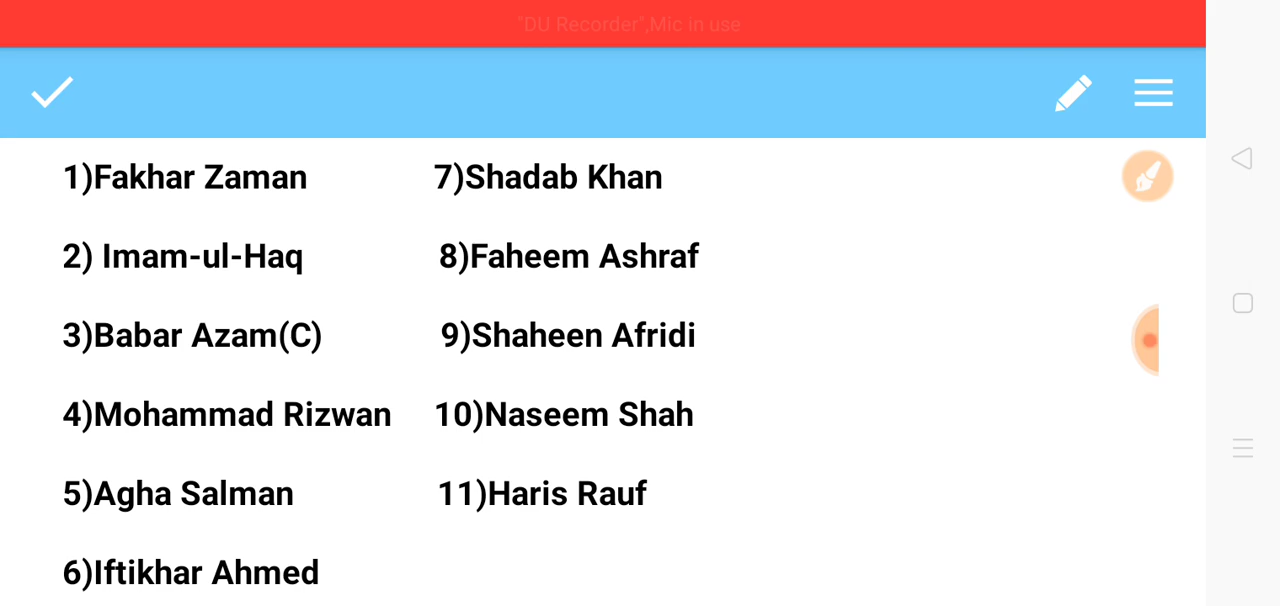 "DU Recorder",Mic in use
1)Fakhar Zaman
2) Imam-ul-Haq
3)Babar Azam(C)
4)Mohammad Rizwan
5)Agha Salman
6)Iftikhar Ahmed
7)Shadab Khan
8)Faheem Ashraf
9)Shaheen Afridi
10)Naseem Shah
11)Haris Rauf